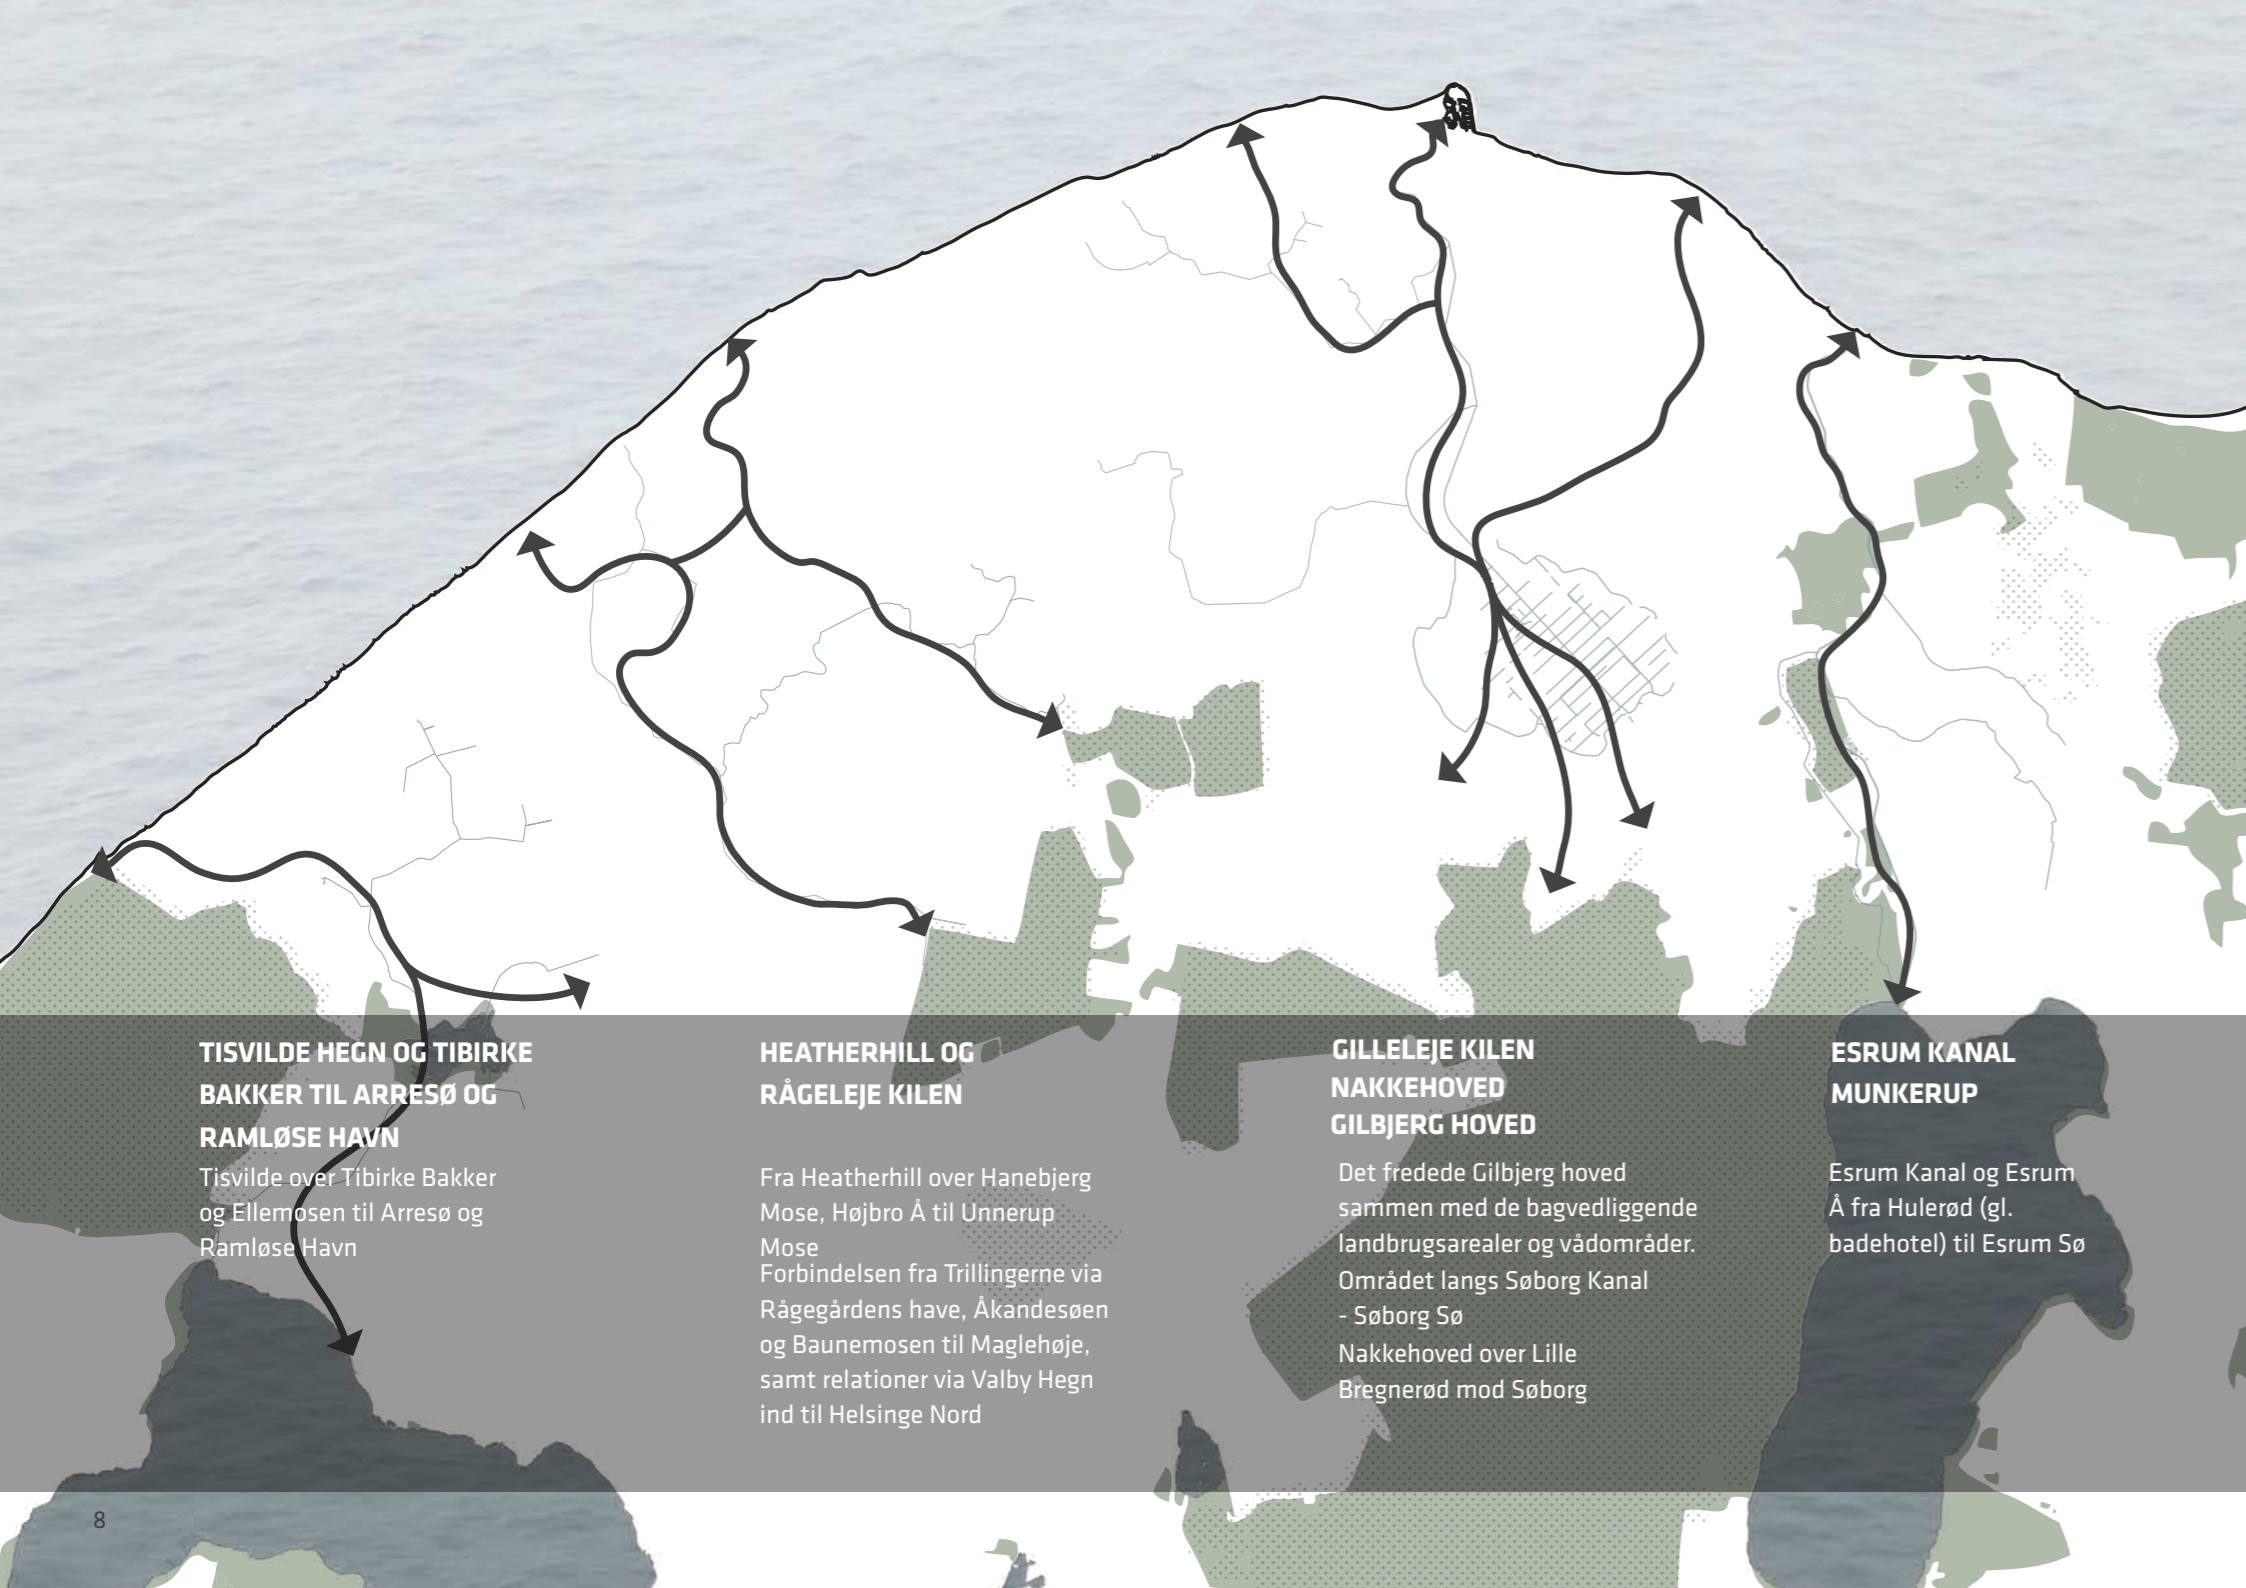 TISVILDE HEGN OG TIBIRKE
BAKKER TIL ARRESØ OG
RAMLØSE HAVN
Tisvilde over Tibirke Bakker
og Ellemosen til Arresø og
Ramløse Havn
HEATHERHILL OG
RÅGELEJE KILEN
Fra Heatherhill over Hanebjerg
Mose, Højbro Å til Unnerup
Mose
Forbindelsen fra Trillingerne via
Rågegårdens have, Åkandesøen
og Baunemosen til Maglehøje,
samt relationer via Valby Hegn
ind til Helsinge Nord
GILLELEJE KILEN
NAKKEHOVED
GILBJERG HOVED
Det fredede Gilbjerg hoved
sammen med de bagvedliggende
landbrugsarealer og vådområder.
Området langs Søborg Kanal
- Søborg Sø
Nakkehoved over Lille
Bregnerød mod Søborg
ESRUM KANAL
MUNKERUP
Esrum Kanal og Esrum
Å fra Hulerød (gl.
badehotel) til Esrum Sø
8